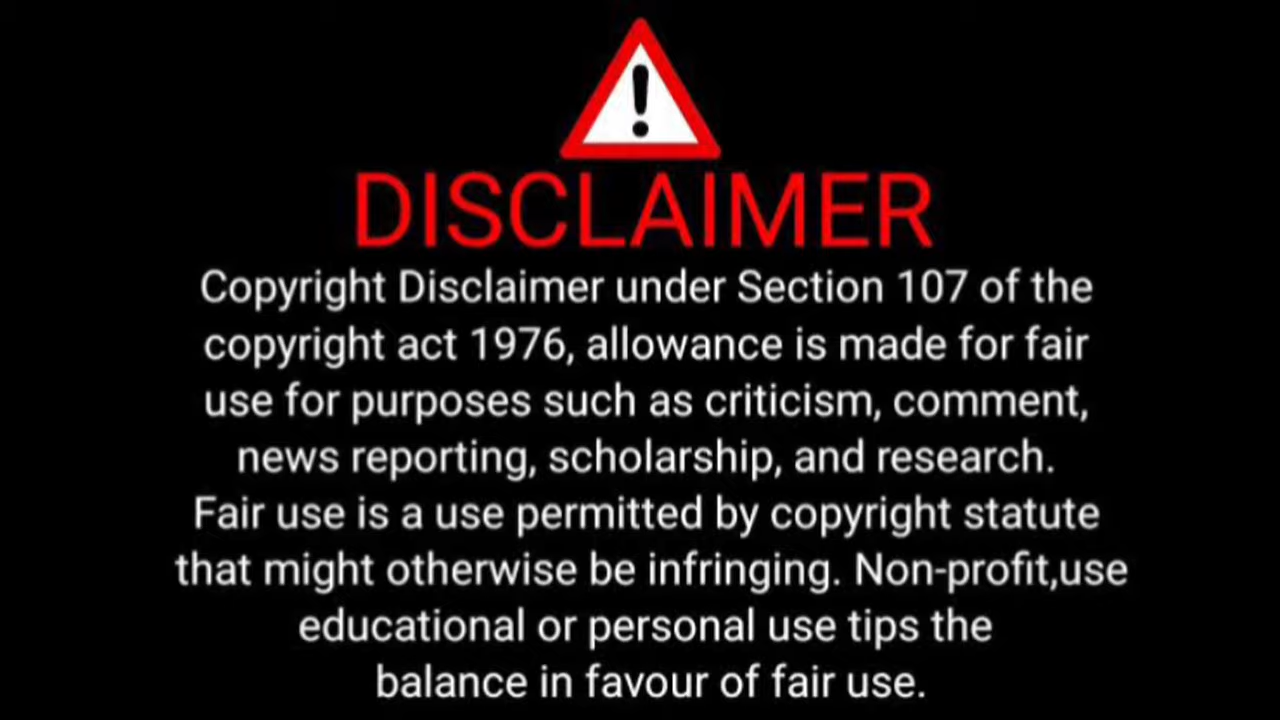 DISCLAIMER
Copyright Disclaimer under Section 107 of the
copyright act 1976, allowance is made for fair
use for purposes such as criticism, comment,
news reporting, scholarship, and research.
Fair use is a use permitted by copyright statute
that might otherwise be infringing. Non-profit,use
educational or personal use tips the
balance in favour of fair use.